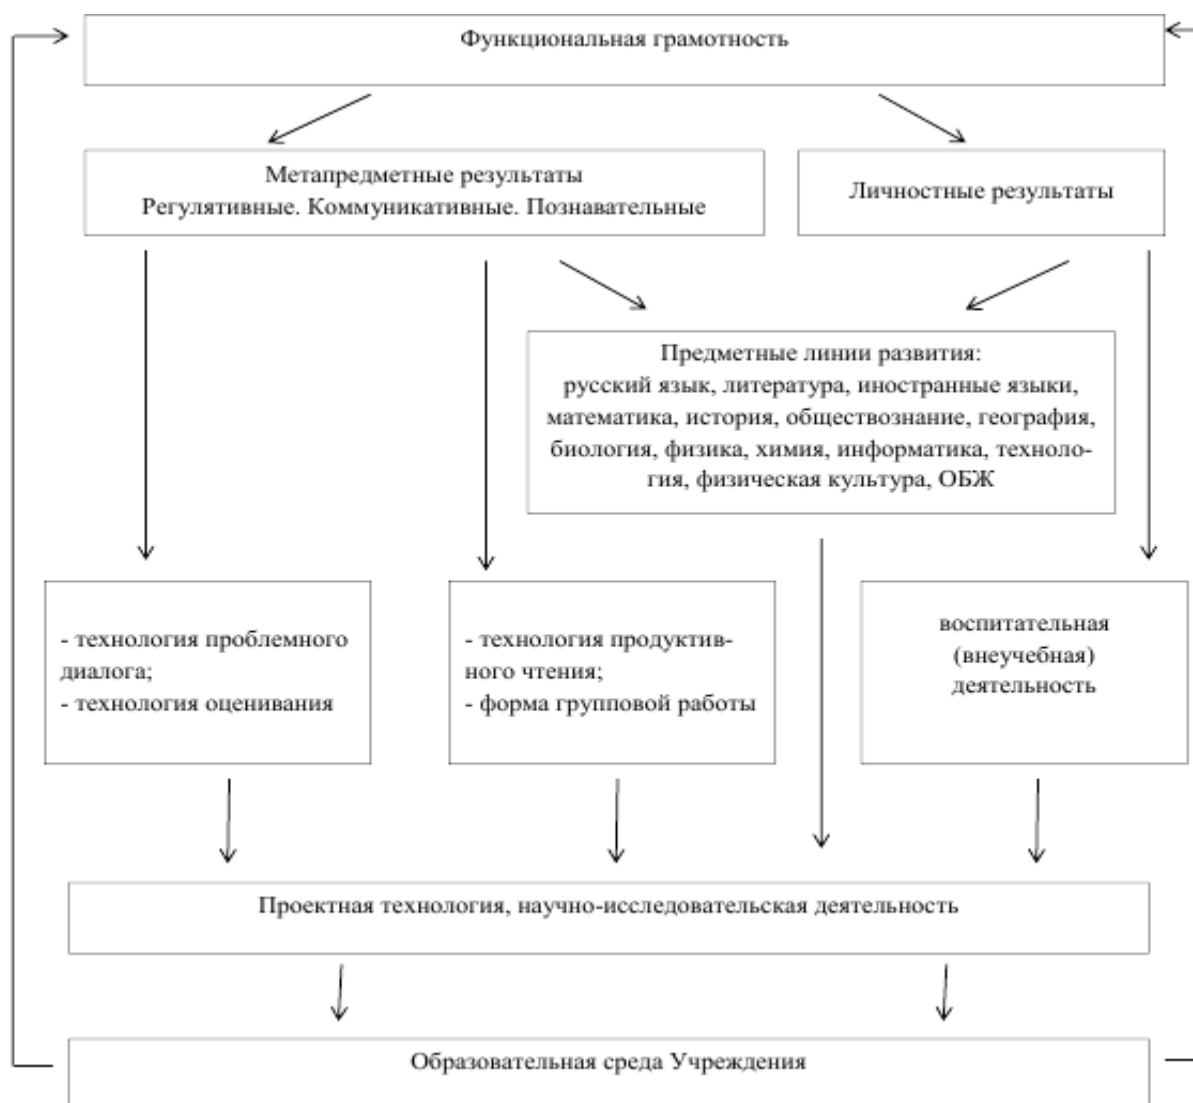 Функциональная грамотность
Метапредметные результаты
Регулятивные. Коммуникативные. Познавательные
Личностные результаты
Предметные линии развития:
русский язык, литература, иностранные языки,
математика, история, обществознание, география,
биология, физика, химия, информатика, техноло-
гия, физическая культура, ОБЖ
- технология проблемного
диалога;
- технология оценивания
- технология продуктив-
ного чтения;
- форма групповой работы
воспитательная
(внеучебная)
деятельность
Проектная технология, научно-исследовательская деятельность
Образовательная среда Учреждения